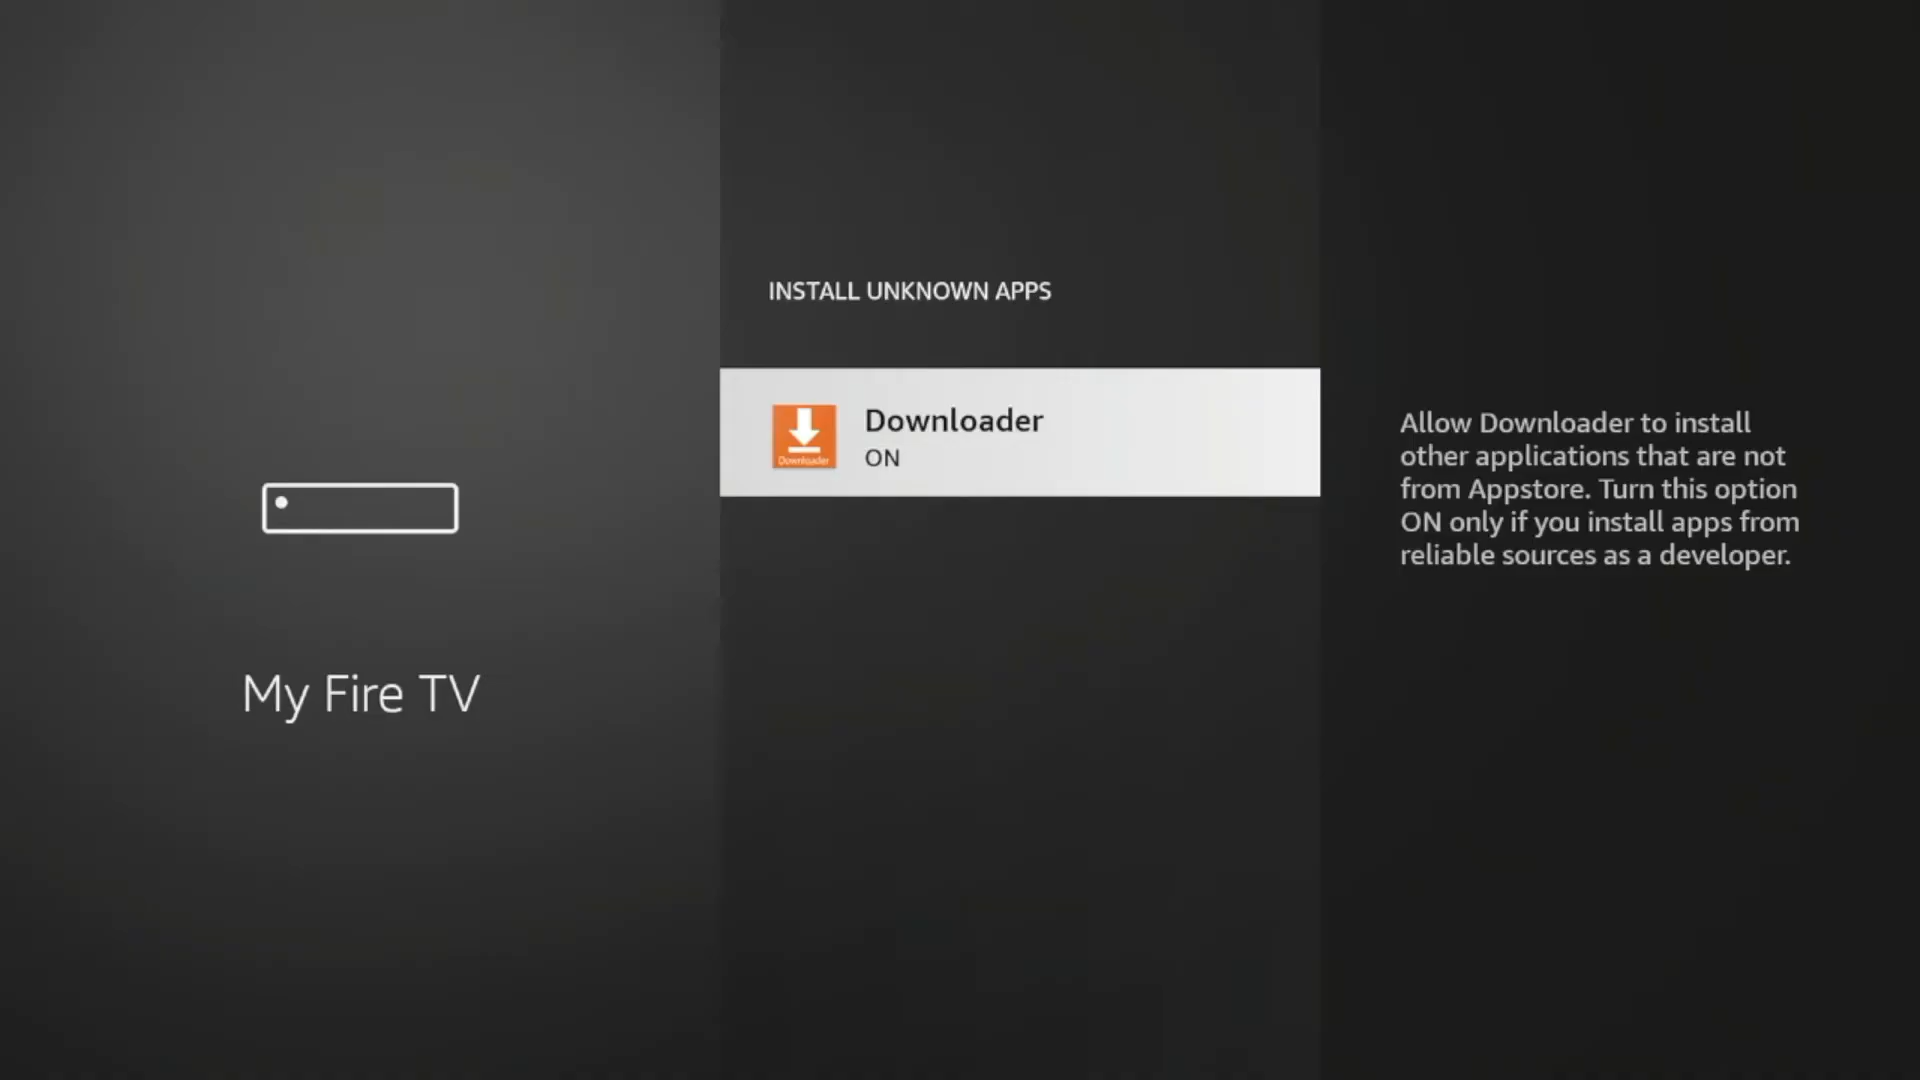 INSTALL UNKNOWN APPS
Downloader
Downloader
ON
Allow Downloader to install
other applications that are not
from Appstore. Turn this option
ON only if you install apps from
reliable sources as a developer.
My Fire TV